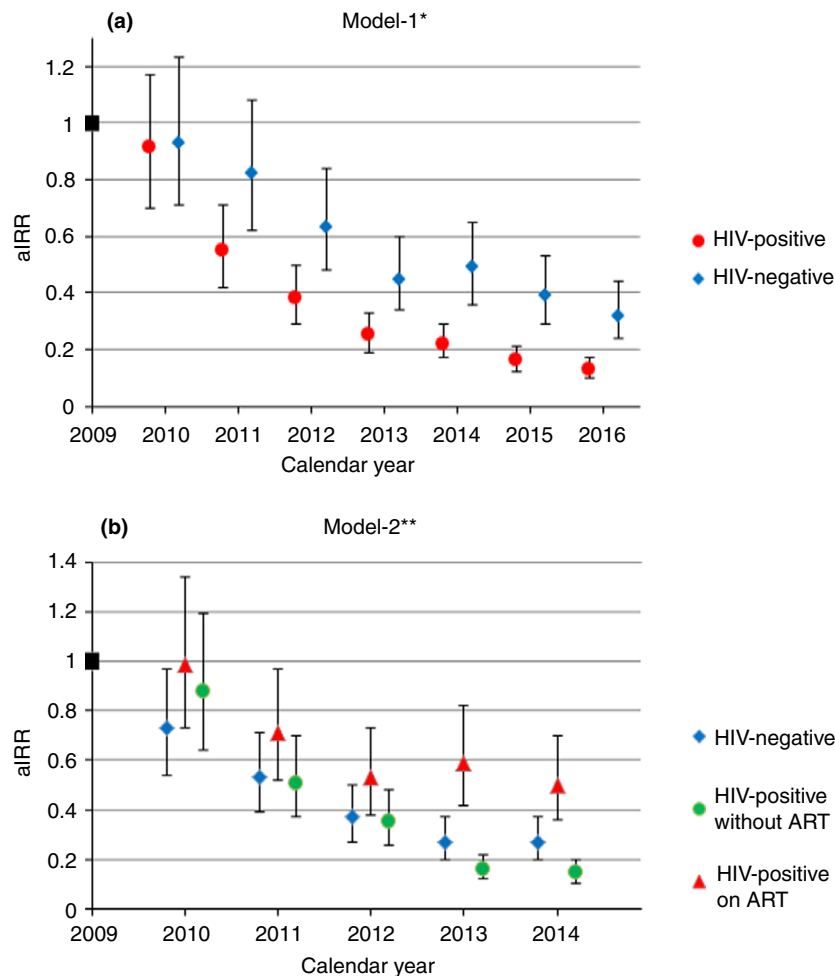 (a) Model-1*
1.2
1
0.8
0.6
0.4
0.2
0
aIRR
2009 2010 2011 2012 2013 2014 2015 2016
Calendar year
HIV-positive
HIV-negative
(b) Model-2**
1.4
1.2
1
0.8
0.6
0.4
0.2
0
aIRR
2009 2010 2011 2012 2013 2014
Calendar year
HIV-negative
HIV-positive
without ART
HIV-positive
on ART